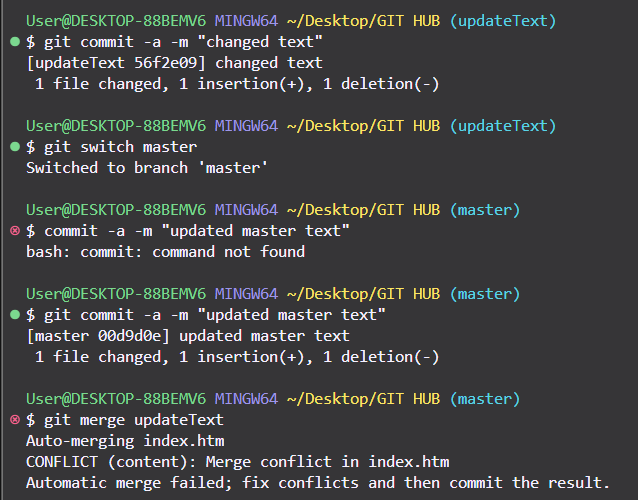 User@DESKTOP-88BEMV6 MINGW64 ~/Desktop/GIT HUB (updateText)
$ git commit -a -m "changed text"
[updateText 56f2e09] changed text
 1 file changed, 1 insertion(+), 1 deletion(-)
User@DESKTOP-88BEMV6 MINGW64 ~/Desktop/GIT HUB (updateText)
$ git switch master
Switched to branch 'master'
User@DESKTOP-88BEMV6 MINGW64 ~/Desktop/GIT HUB (master)
$ commit -a -m "updated master text"
bash: commit: command not found
User@DESKTOP-88BEMV6 MINGW64 ~/Desktop/GIT HUB (master)
$ git commit -a -m "updated master text"
[master 00d9d0e] updated master text
 1 file changed, 1 insertion(+), 1 deletion(-)
User@DESKTOP-88BEMV6 MINGW64 ~/Desktop/GIT HUB (master)
$ git merge updateText
Auto-merging index.htm
CONFLICT (content): Merge conflict in index.htm
Automatic merge failed; fix conflicts and then commit the result.